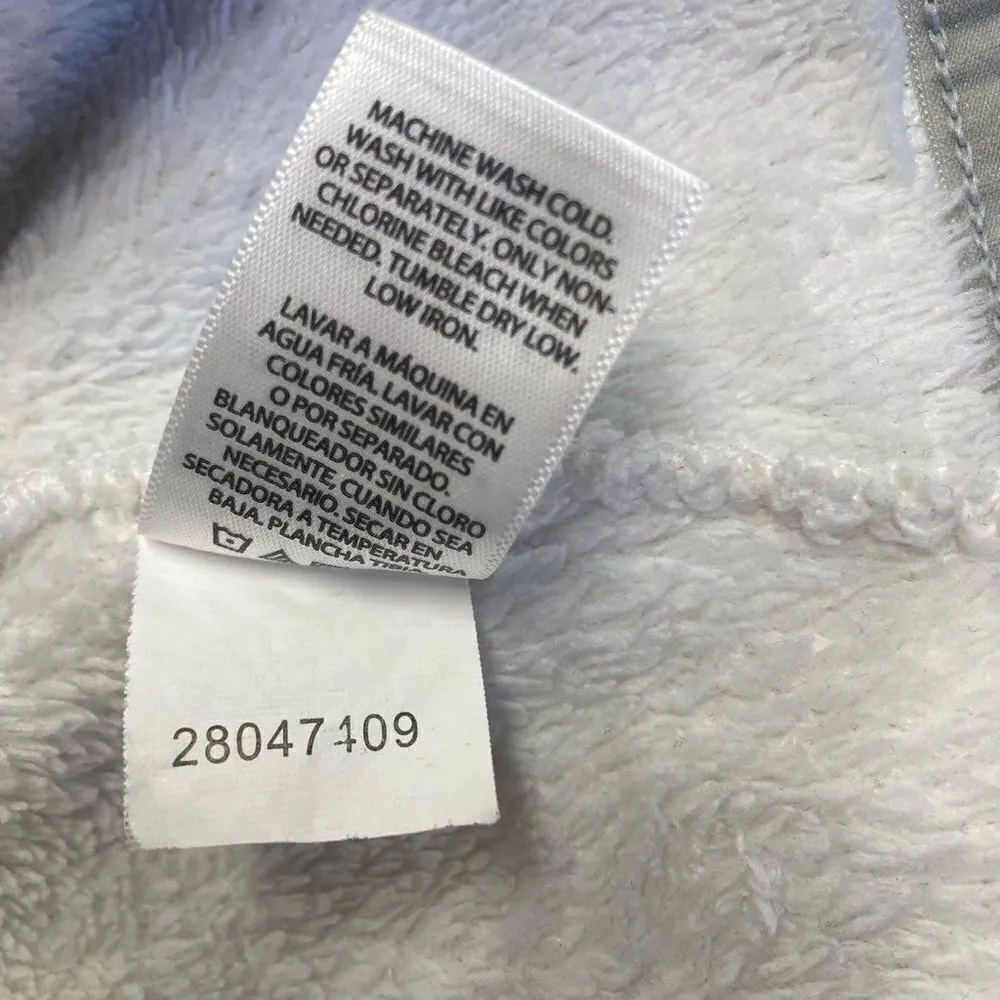 MACHINE WASH COLD.
WASH WITH LIKE COLORS
OR SEPARATELY. ONLY NON-
CHLORINE BLEACH WHEN
NEEDED. TUMBLE DRY LOW.
LOW IRON.
LAVAR A MÁQUINA EN
AGUA FRÍA. LAVAR CON
COLORES SIMILARES
O POR SEPARADO.
BLANQUEADOR SIN CLORO
SOLAMENTE, CUANDO SEA
NECESARIO. SECAR EN
SECADORA A TEMPERATURA
BAJA. PLANCHA TIBIA.
28047109